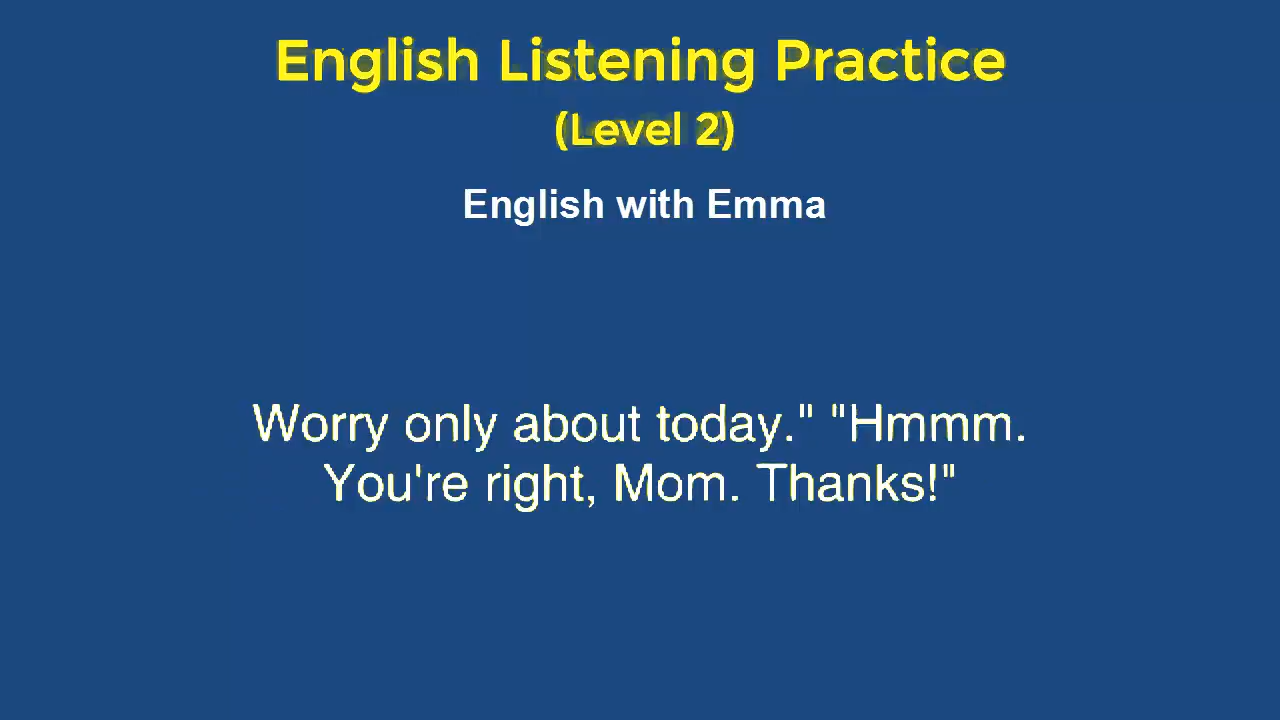 English Listening Practice
(Level 2)
English with Emma
Worry only about today." "Hmmm.
You're right, Mom. Thanks!"